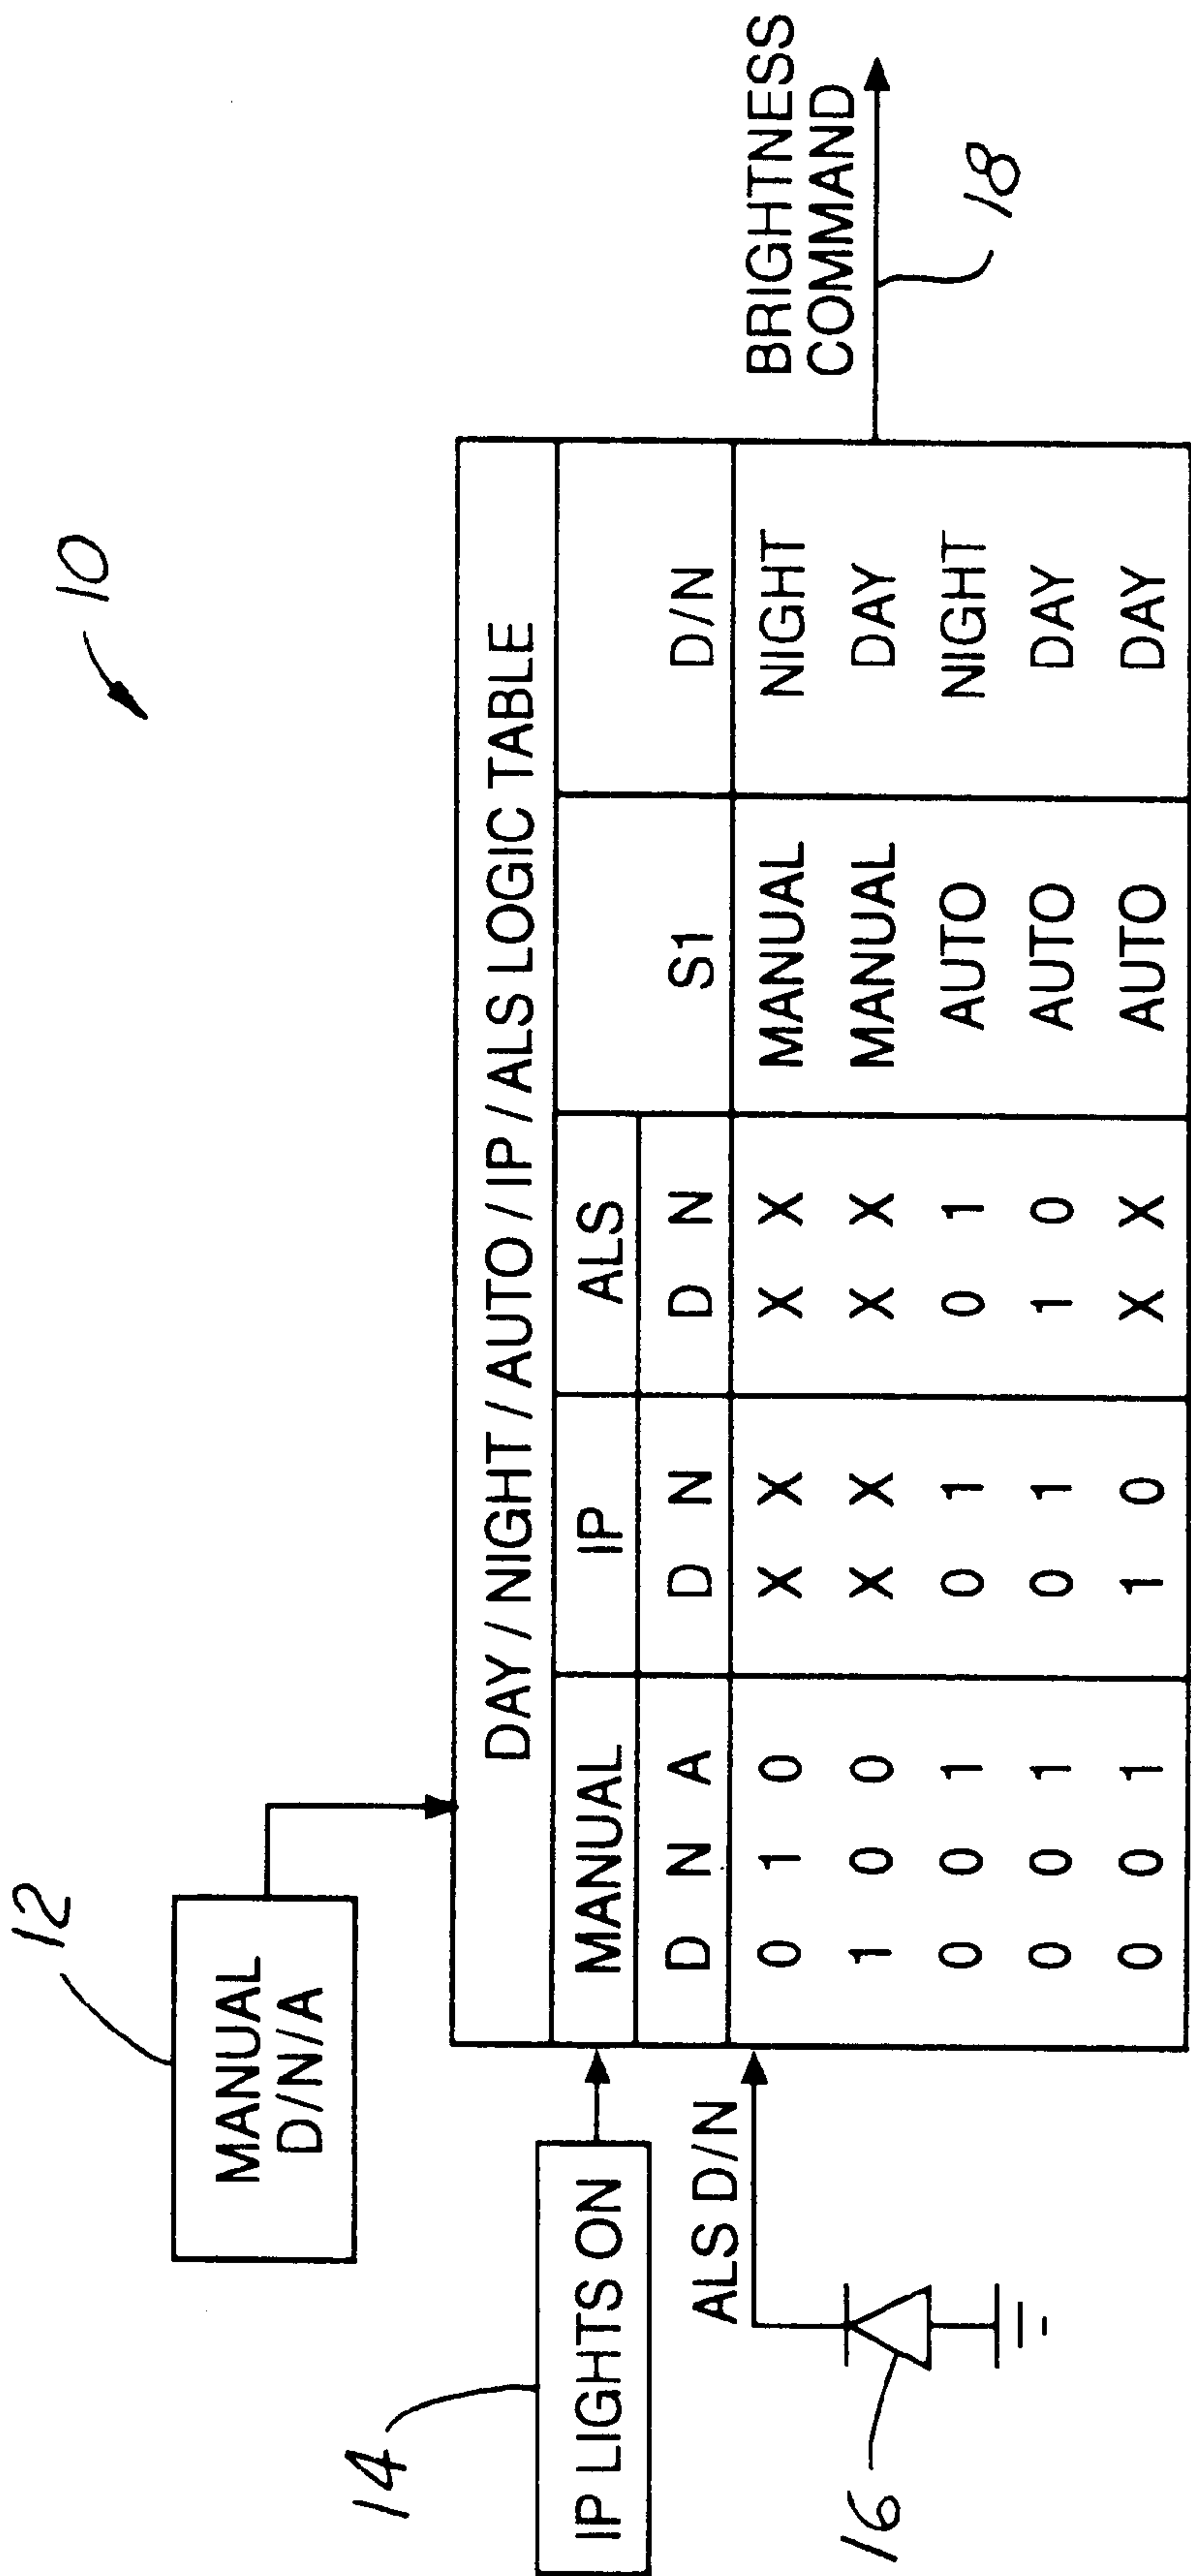 10
12
MANUAL
D/N/A
14
IP LIGHTS ON
ALS D/N
16
DAY / NIGHT / AUTO / IP / ALS LOGIC TABLE
MANUAL IP ALS
D N A D N D N S1 D/N
0 1 0 X X X X MANUAL NIGHT
1 0 0 X X X X MANUAL DAY
0 0 1 0 1 0 1 AUTO NIGHT
0 0 1 0 1 1 0 AUTO DAY
0 0 1 1 0 X X AUTO DAY
BRIGHTNESS
COMMAND
18